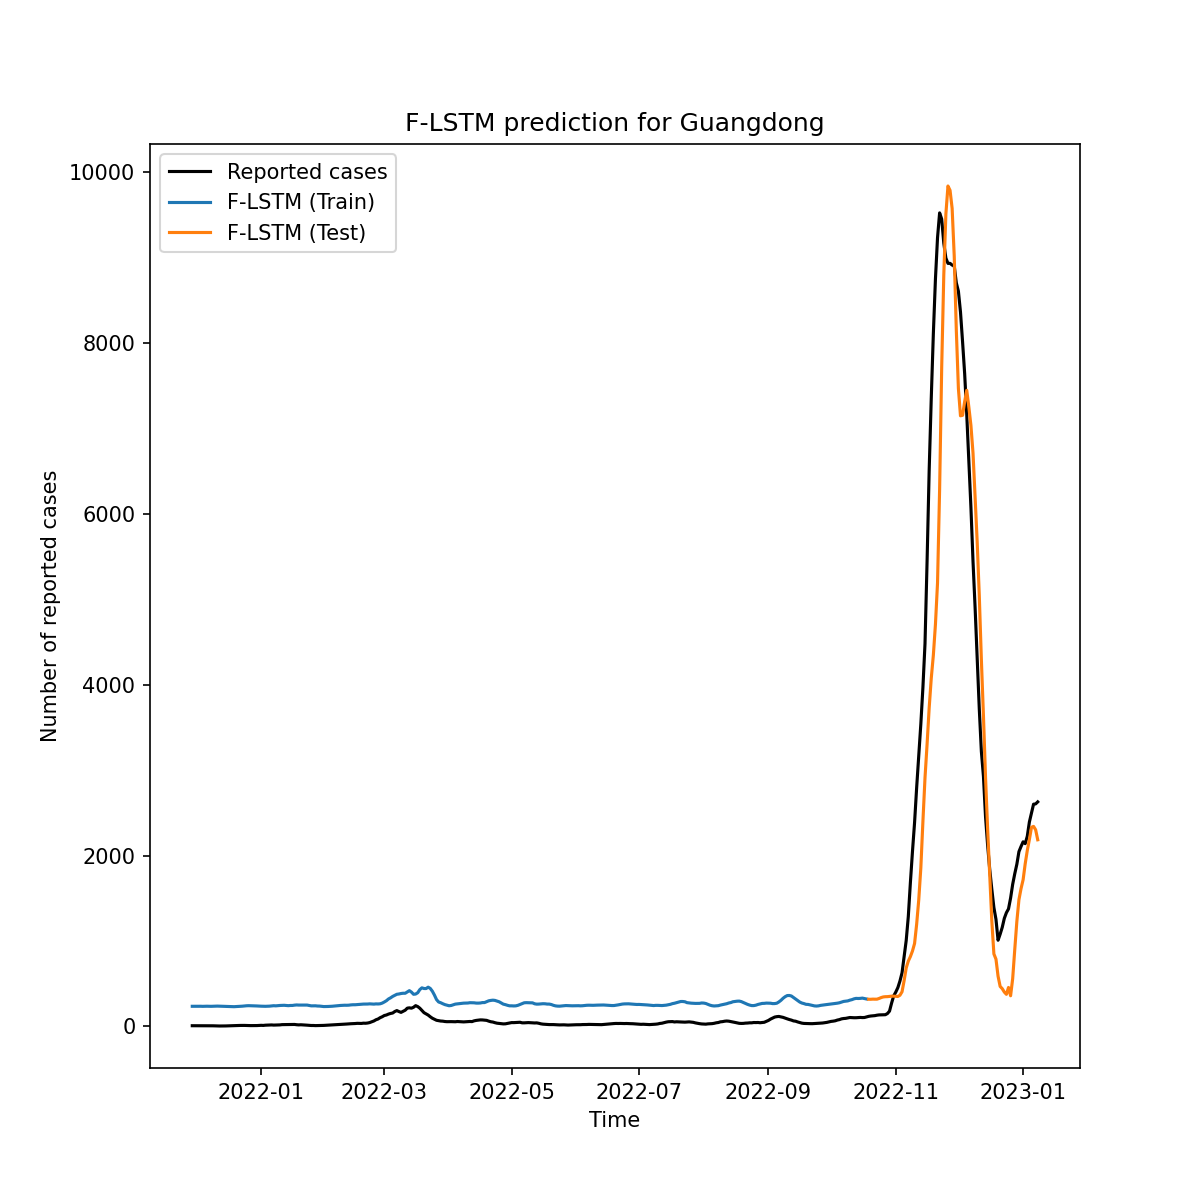 F-LSTM prediction for Guangdong
Reported cases
F-LSTM (Train)
F-LSTM (Test)
10000
8000
6000
4000
2000
0
Number of reported cases
2022-01 2022-03 2022-05 2022-07 2022-09 2022-11 2023-01
Time